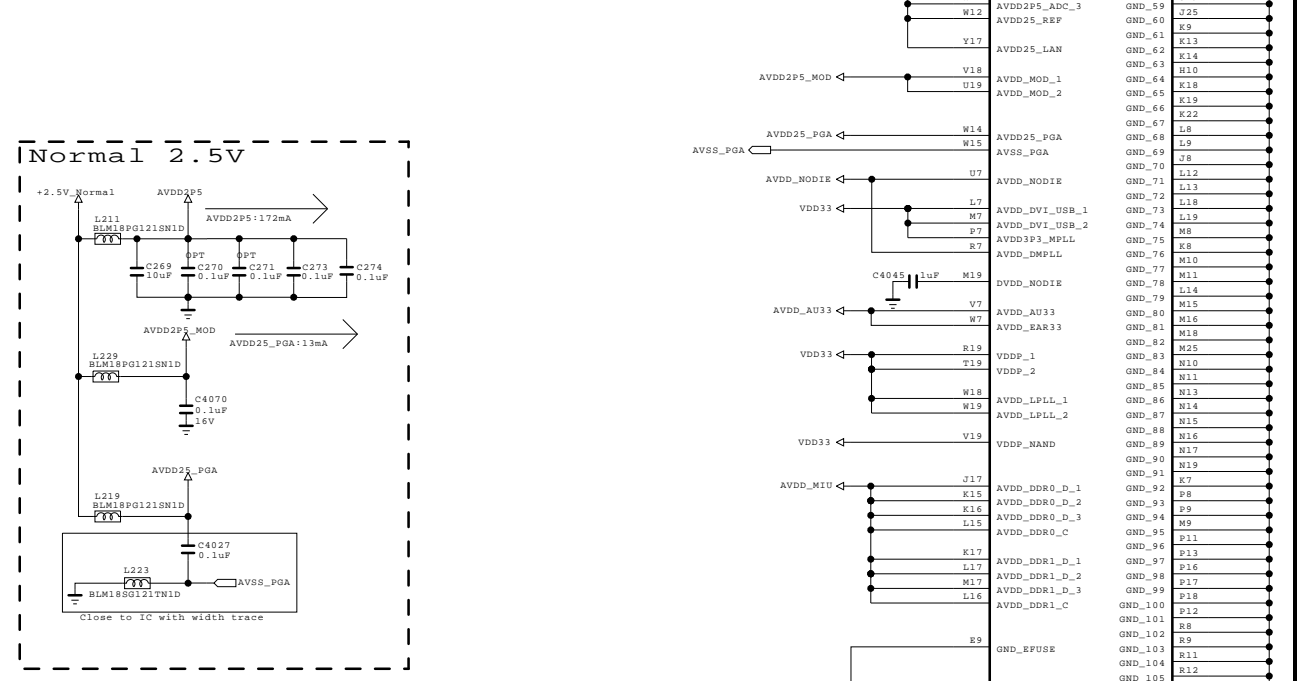 Normal 2.5V
+2.5V_Normal
AVDD2P5
AVDD2P5:172mA
L211
BLM18PG121SN1D
OPT
OPT
C269
10uF
C270
0.1uF
C271
0.1uF
C273
0.1uF
C274
0.1uF
AVDD2P5_MOD
AVDD25_PGA:13mA
L229
BLM18PG121SN1D
C4070
0.1uF
16V
AVDD25_PGA
L219
BLM18PG121SN1D
C4027
0.1uF
L223
BLM18SG121TN1D
AVSS_PGA
Close to IC with width trace
AVDD2P5_ADC_3
W12
AVDD25_REF
Y17
AVDD25_LAN
AVDD2P5_MOD
V18
AVDD_MOD_1
U19
AVDD_MOD_2
AVDD25_PGA
W14
AVDD25_PGA
AVSS_PGA
W15
AVSS_PGA
AVDD_NODIE
U7
AVDD_NODIE
VDD33
L7
AVDD_DVI_USB_1
M7
AVDD_DVI_USB_2
P7
AVDD3P3_MPLL
R7
AVDD_DMPLL
C4045
1uF
M19
DVDD_NODIE
AVDD_AU33
V7
AVDD_AU33
W7
AVDD_EAR33
VDD33
R19
VDDP_1
T19
VDDP_2
W18
AVDD_LPLL_1
W19
AVDD_LPLL_2
VDD33
V19
VDDP_NAND
AVDD_MIU
J17
AVDD_DDR0_D_1
K15
AVDD_DDR0_D_2
K16
AVDD_DDR0_D_3
L15
AVDD_DDR0_C
K17
AVDD_DDR1_D_1
L17
AVDD_DDR1_D_2
M17
AVDD_DDR1_D_3
L16
AVDD_DDR1_C
E9
GND_EFUSE
GND_59
J25
GND_60
K9
GND_61
K13
GND_62
K14
GND_63
H10
GND_64
K18
GND_65
K19
GND_66
K22
GND_67
L8
GND_68
L9
GND_69
J8
GND_70
L12
GND_71
L13
GND_72
L18
GND_73
L19
GND_74
M8
GND_75
K8
GND_76
M10
GND_77
M11
GND_78
L14
GND_79
M15
GND_80
M16
GND_81
M18
GND_82
M25
GND_83
N10
GND_84
N11
GND_85
N13
GND_86
N14
GND_87
N15
GND_88
N16
GND_89
N17
GND_90
N19
GND_91
K7
GND_92
P8
GND_93
P9
GND_94
M9
GND_95
P11
GND_96
P13
GND_97
P16
GND_98
P17
GND_99
P18
GND_100
P12
GND_101
R8
GND_102
R9
GND_103
R11
GND_104
R12
GND_105